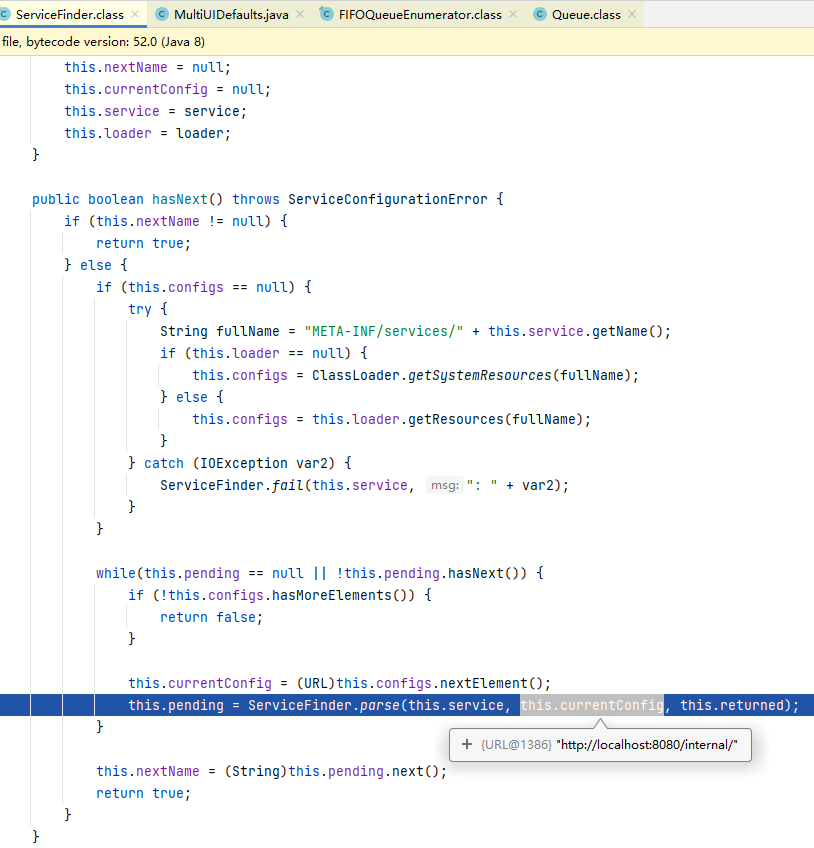 ServiceFinder.class × MultiUIDefaults.java × FIFOQueueEnumerator.class × Queue.class ×
file, bytecode version: 52.0 (Java 8)
this.nextName = null;
this.currentConfig = null;
this.service = service;
this.loader = loader;
}
public boolean hasNext() throws ServiceConfigurationError {
if (this.nextName != null) {
return true;
} else {
if (this.configs == null) {
try {
String fullName = "META-INF/services/" + this.service.getName();
if (this.loader == null) {
this.configs = ClassLoader.getSystemResources(fullName);
} else {
this.configs = this.loader.getResources(fullName);
}
} catch (IOException var2) {
ServiceFinder.fail(this.service, msg: ": " + var2);
}
}
while(this.pending == null || !this.pending.hasNext()) {
if (!this.configs.hasMoreElements()) {
return false;
}
this.currentConfig = (URL)this.configs.nextElement();
this.pending = ServiceFinder.parse(this.service, this.currentConfig, this.returned);
}
+ {URL@1386} "http://localhost:8080/internal/"
this.nextName = (String)this.pending.next();
return true;
}
}